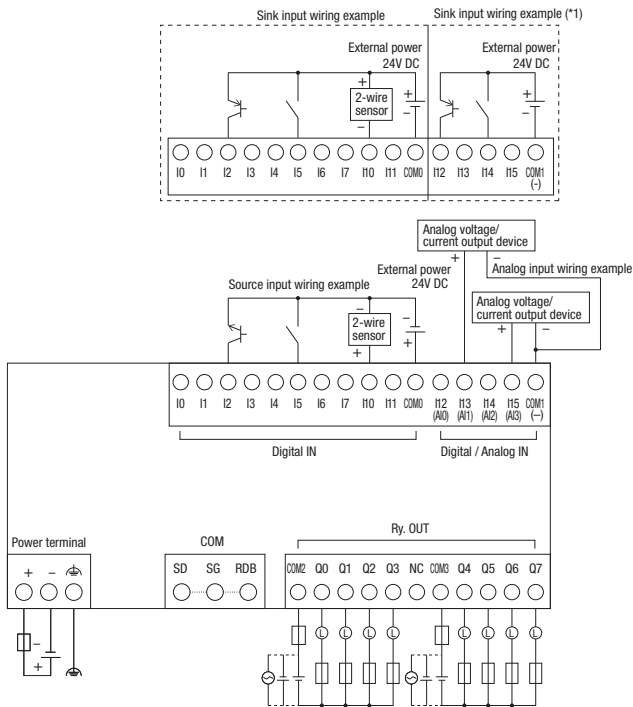 Sink input wiring example
Sink input wiring example (*1)
External power
24V DC
External power
24V DC
+
2-wire
sensor
−
+
−
+
−
I0 I1 I2 I3 I4 I5 I6 I7 I10 I11 COM0 I12 I13 I14 I15 COM1
(-)
Analog voltage/
current output device
+ −
Analog input wiring example
External power
24V DC
Source input wiring example
Analog voltage/
current output device
+ −
−
2-wire
sensor
+
−
+
I0 I1 I2 I3 I4 I5 I6 I7 I10 I11 COM0 I12 I13 I14 I15 COM1
(AI0) (AI1) (AI2) (AI3) (−)
Digital IN
Digital / Analog IN
Ry. OUT
Power terminal
COM
+ −
SD SG RDB
COM2 Q0 Q1 Q2 Q3 NC COM3 Q4 Q5 Q6 Q7
L L L L L L L L
−
+